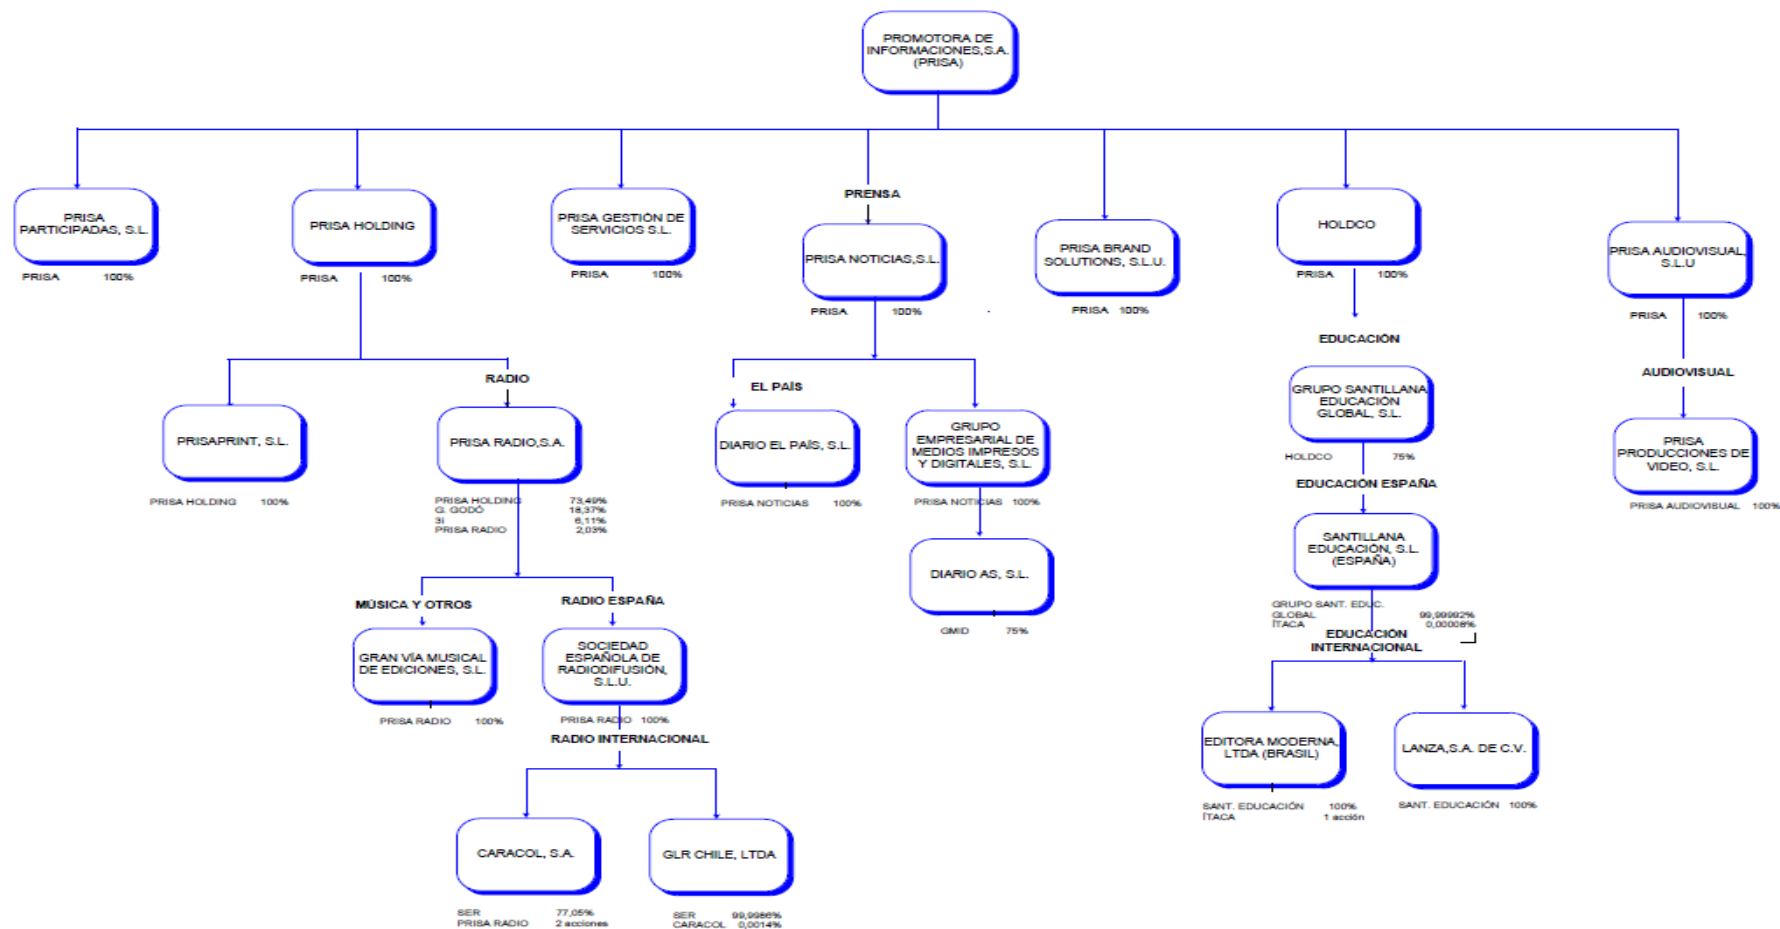 PROMOTORA DE
INFORMACIONES,S.A.
(PRISA)
PRISA
PARTICIPADAS, S.L.
PRISA 100%
PRISA HOLDING
PRISA 100%
PRISA GESTIÓN DE
SERVICIOS S.L.
PRISA 100%
PRENSA
PRISA NOTICIAS,S.L.
PRISA 100%
PRISA BRAND
SOLUTIONS, S.L.U.
PRISA 100%
HOLDCO
PRISA 100%
PRISA AUDIOVISUAL,
S.L.U
PRISA 100%
PRISAPRINT, S.L.
PRISA HOLDING 100%
RADIO
PRISA RADIO,S.A.
PRISA HOLDING 73,49%
G. GODÓ 18,37%
3i 6,11%
PRISA RADIO 2,03%
EL PAÍS
DIARIO EL PAÍS, S.L.
PRISA NOTICIAS 100%
GRUPO
EMPRESARIAL DE
MEDIOS IMPRESOS
Y DIGITALES, S.L.
PRISA NOTICIAS 100%
DIARIO AS, S.L.
GMID 75%
EDUCACIÓN
GRUPO SANTILLANA
EDUCACIÓN
GLOBAL, S.L.
HOLDCO 75%
EDUCACIÓN ESPAÑA
SANTILLANA
EDUCACIÓN, S.L.
(ESPAÑA)
GRUPO SANT. EDUC.
GLOBAL 99,99992%
ÍTACA 0,00008%
EDUCACIÓN
INTERNACIONAL
EDITORA MODERNA,
LTDA (BRASIL)
SANT. EDUCACIÓN 100%
ÍTACA 1 acción
LANZA,S.A. DE C.V.
SANT. EDUCACIÓN 100%
AUDIOVISUAL
PRISA
PRODUCCIONES DE
VIDEO, S.L.
PRISA AUDIOVISUAL 100%
MÚSICA Y OTROS
GRAN VÍA MUSICAL
DE EDICIONES, S.L.
PRISA RADIO 100%
RADIO ESPAÑA
SOCIEDAD
ESPAÑOLA DE
RADIODIFUSIÓN,
S.L.U.
PRISA RADIO 100%
RADIO INTERNACIONAL
CARACOL, S.A.
SER 77,05%
PRISA RADIO 2 acciones
GLR CHILE, LTDA
SER 99,9986%
CARACOL 0,0014%